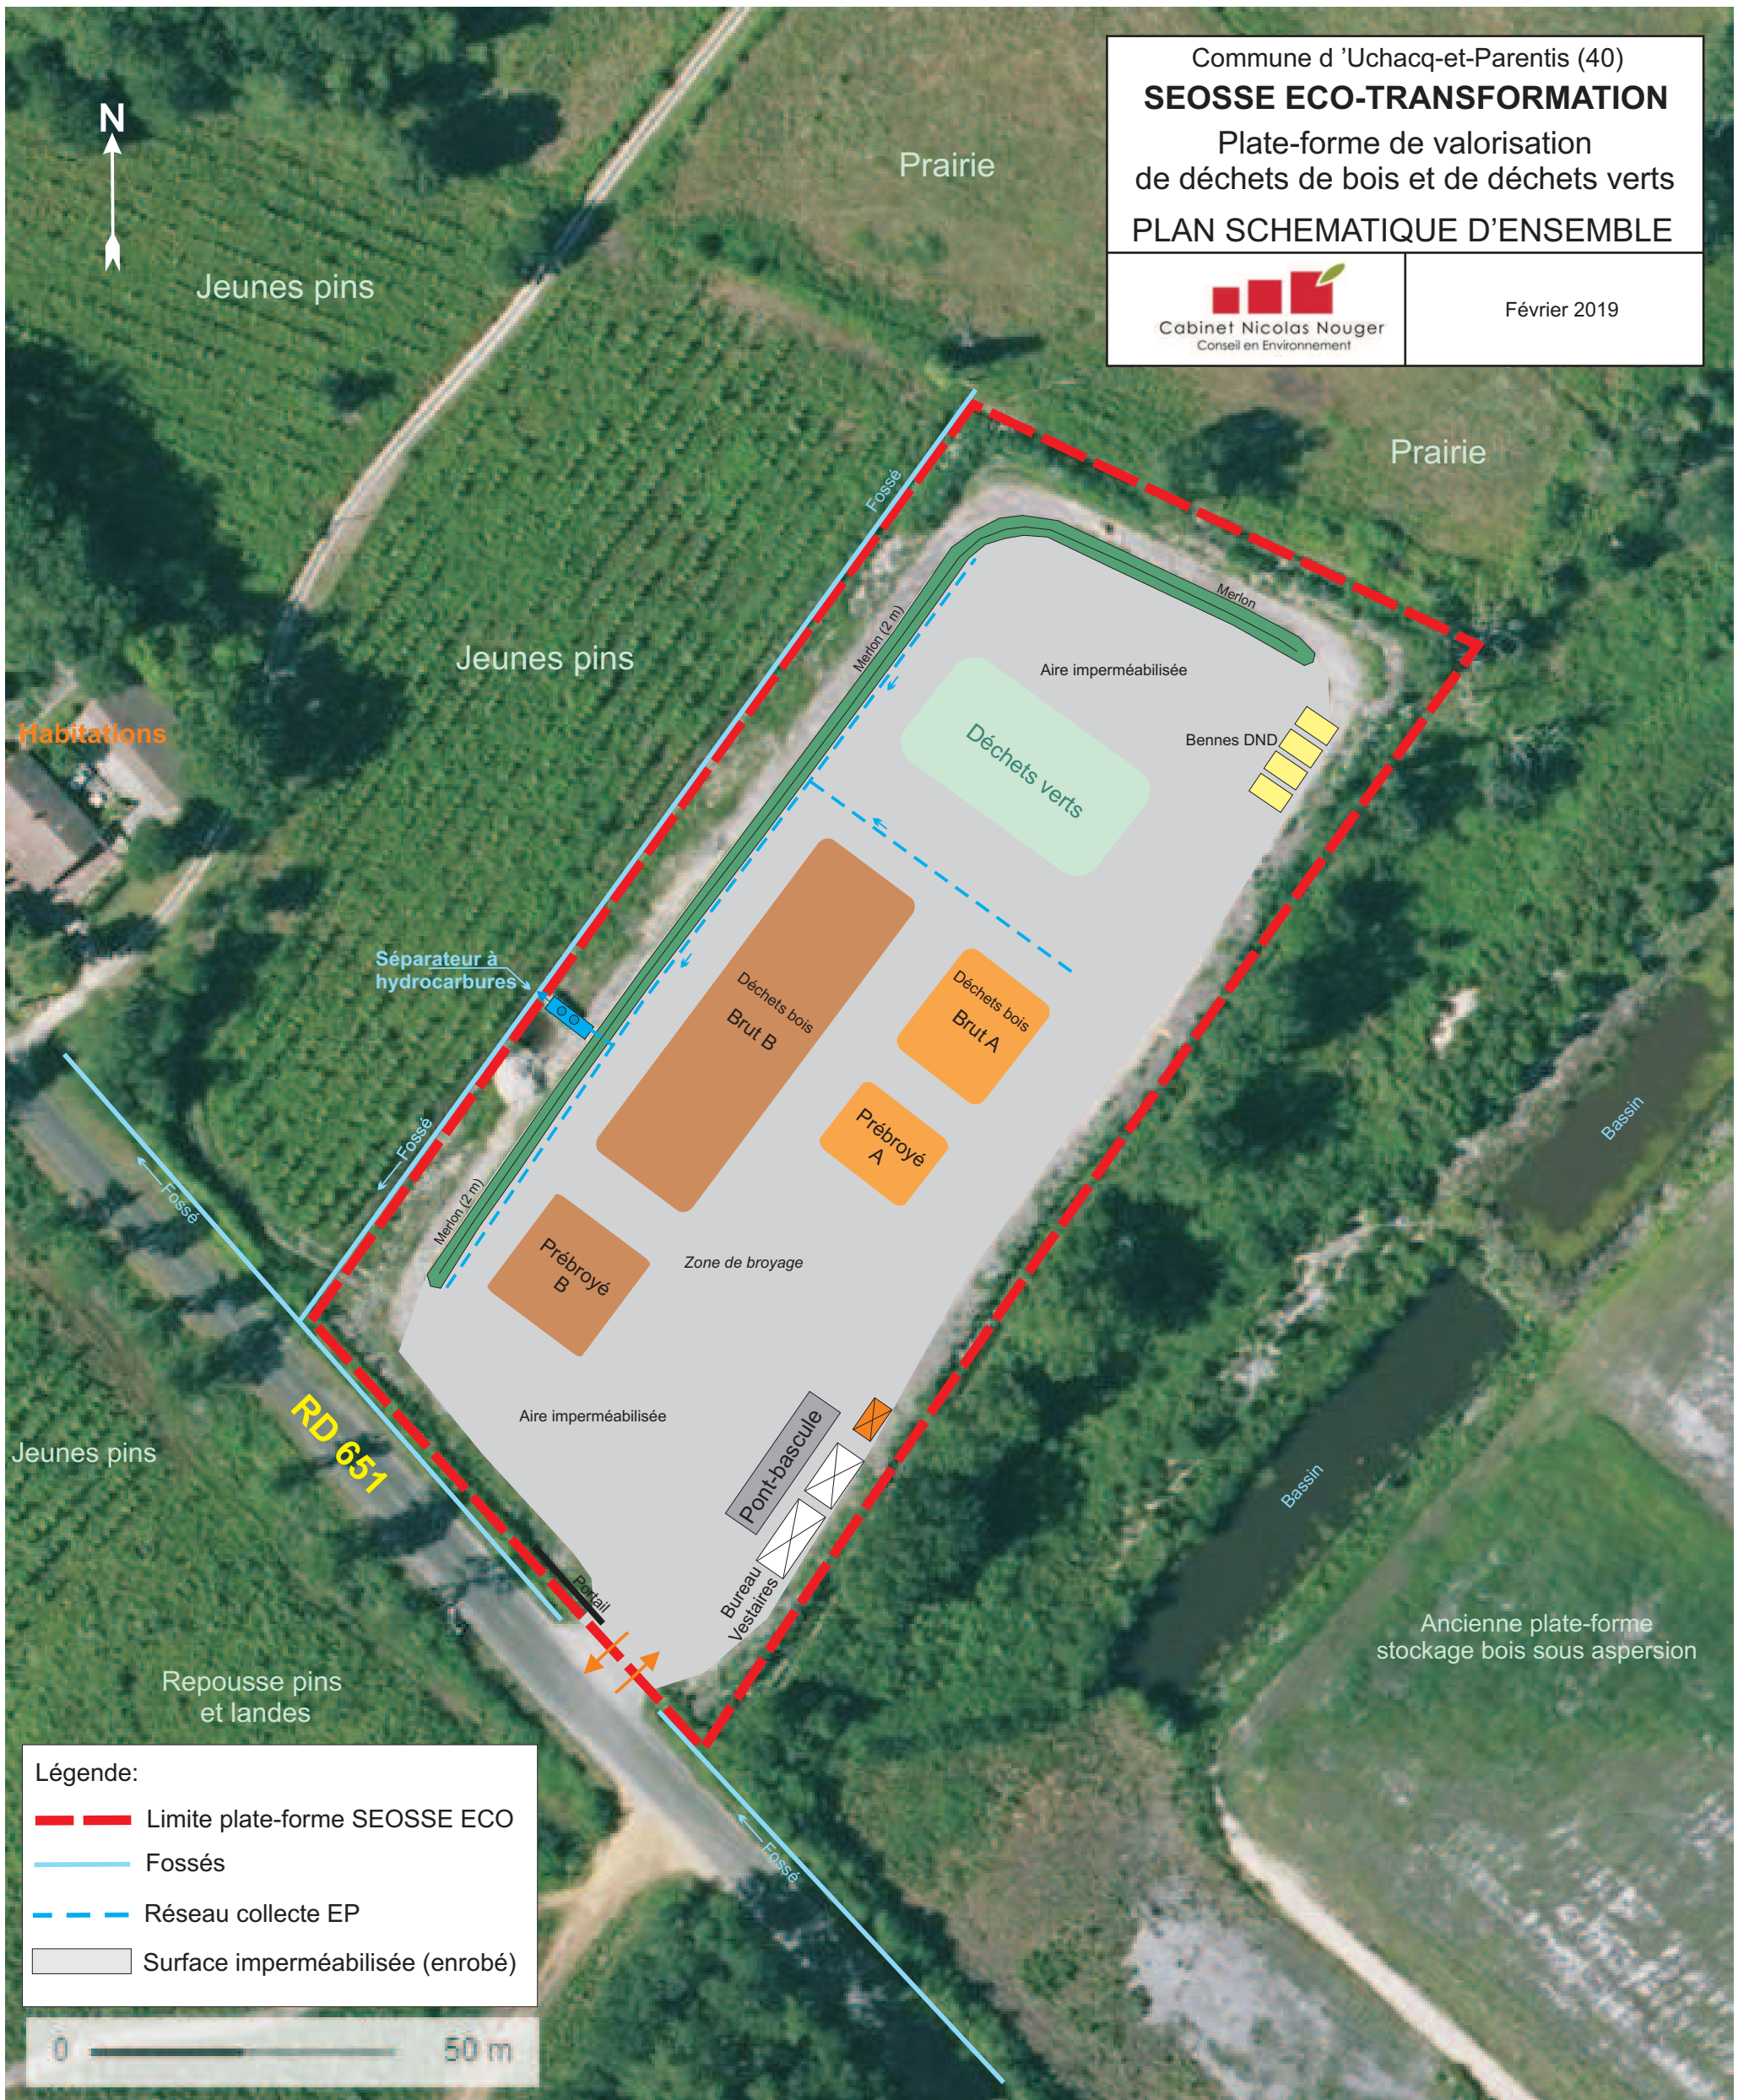 Commune d 'Uchacq-et-Parentis (40)
SEOSSE ECO-TRANSFORMATION
Plate-forme de valorisation
de déchets de bois et de déchets verts
PLAN SCHEMATIQUE D'ENSEMBLE
Cabinet Nicolas Nouger
Conseil en Environnement
Février 2019
N
Prairie
Jeunes pins
Prairie
Fossé
Merlon
Merlon (2 m)
Jeunes pins
Aire imperméabilisée
Habitations
Déchets verts
Bennes DND
Séparateur à
hydrocarbures
Déchets bois
Brut B
Déchets bois
Brut A
Prébroyé
A
Bassin
Fossé
Fossé
Merlon (2 m)
Prébroyé
B
Zone de broyage
RD 651
Aire imperméabilisée
Pont-bascule
Jeunes pins
Bassin
Portail
Bureau
Vestaires
Ancienne plate-forme
stockage bois sous aspersion
Repousse pins
et landes
Fossé
Légende:
Limite plate-forme SEOSSE ECO
Fossés
Réseau collecte EP
Surface imperméabilisée (enrobé)
0
50 m